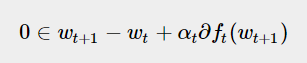 0 ∈ w_{t+1} − w_t + α_t ∂f_t(w_{t+1})